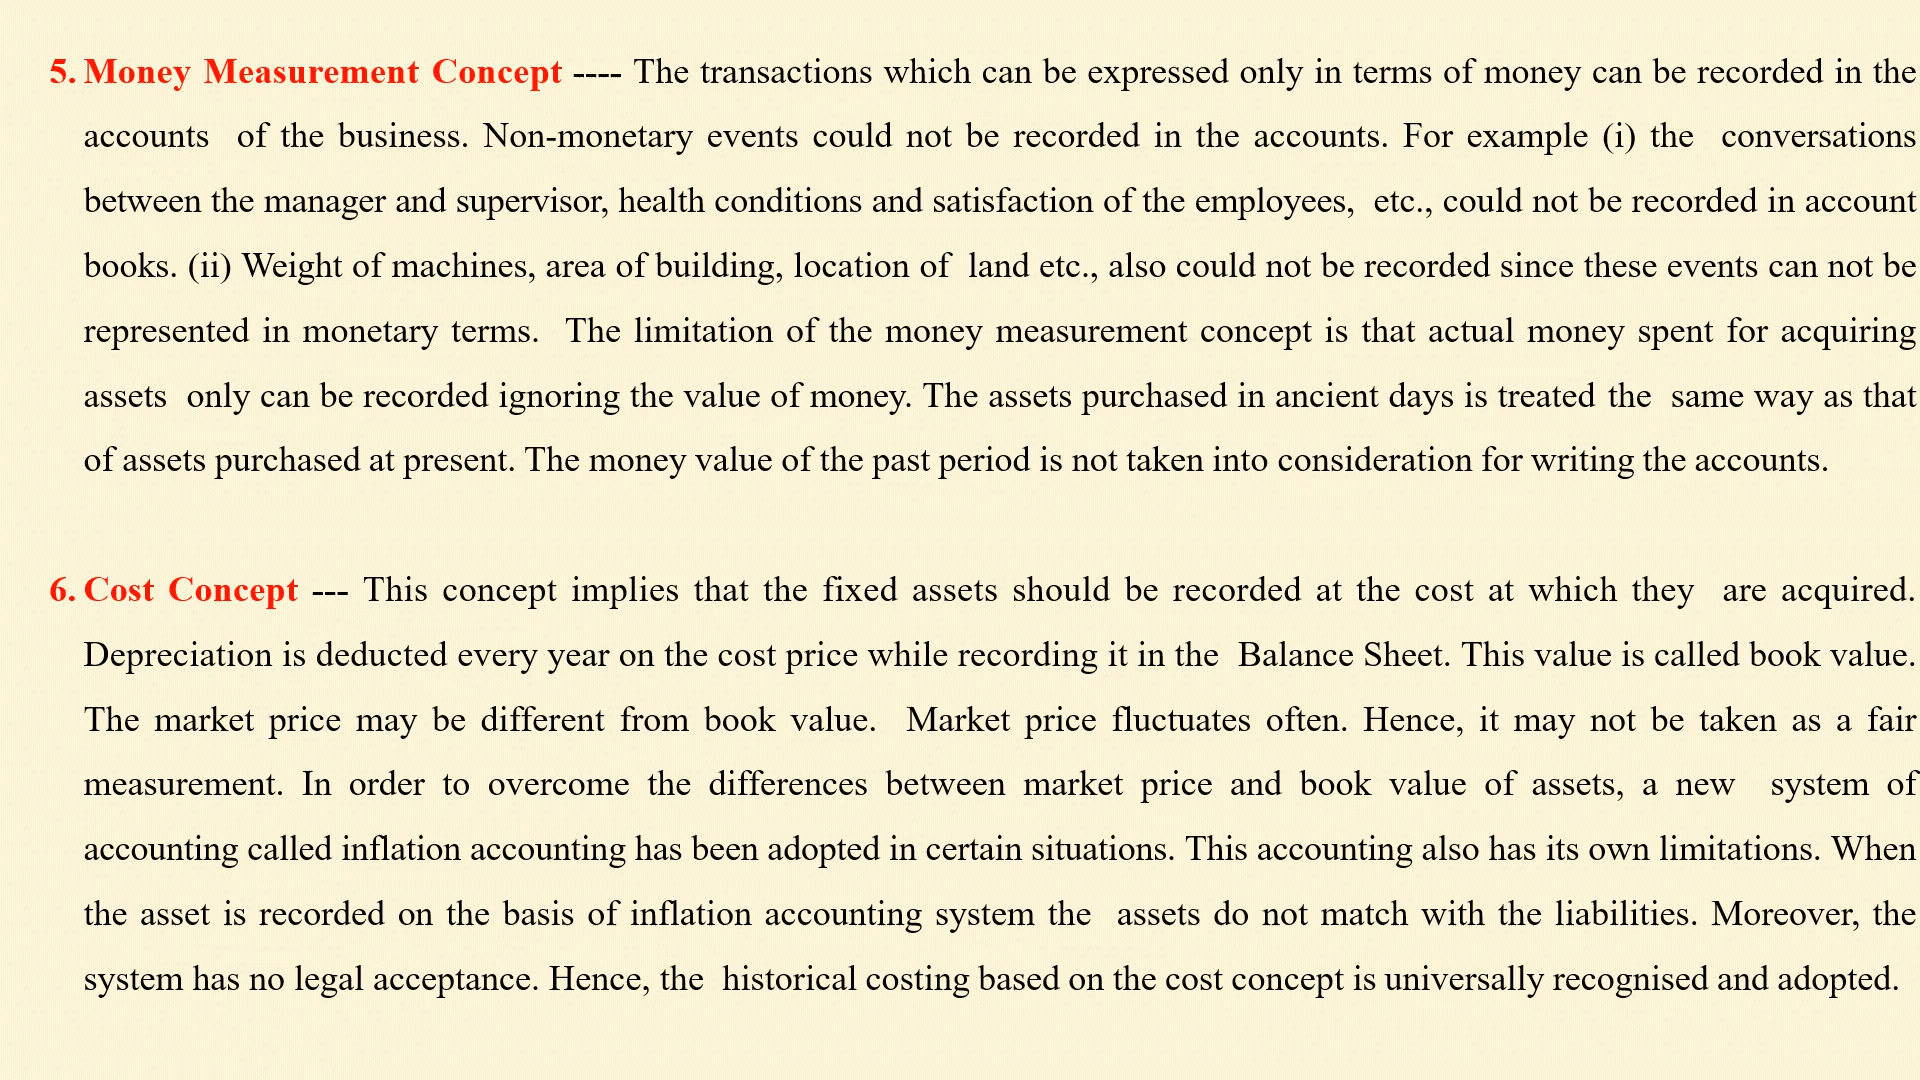 5. Money Measurement Concept ---- The transactions which can be expressed only in terms of money can be recorded in the
accounts of the business. Non-monetary events could not be recorded in the accounts. For example (i) the conversations
between the manager and supervisor, health conditions and satisfaction of the employees, etc., could not be recorded in account
books. (ii) Weight of machines, area of building, location of land etc., also could not be recorded since these events can not be
represented in monetary terms. The limitation of the money measurement concept is that actual money spent for acquiring
assets only can be recorded ignoring the value of money. The assets purchased in ancient days is treated the same way as that
of assets purchased at present. The money value of the past period is not taken into consideration for writing the accounts.
6. Cost Concept --- This concept implies that the fixed assets should be recorded at the cost at which they are acquired.
Depreciation is deducted every year on the cost price while recording it in the Balance Sheet. This value is called book value.
The market price may be different from book value. Market price fluctuates often. Hence, it may not be taken as a fair
measurement. In order to overcome the differences between market price and book value of assets, a new system of
accounting called inflation accounting has been adopted in certain situations. This accounting also has its own limitations. When
the asset is recorded on the basis of inflation accounting system the assets do not match with the liabilities. Moreover, the
system has no legal acceptance. Hence, the historical costing based on the cost concept is universally recognised and adopted.